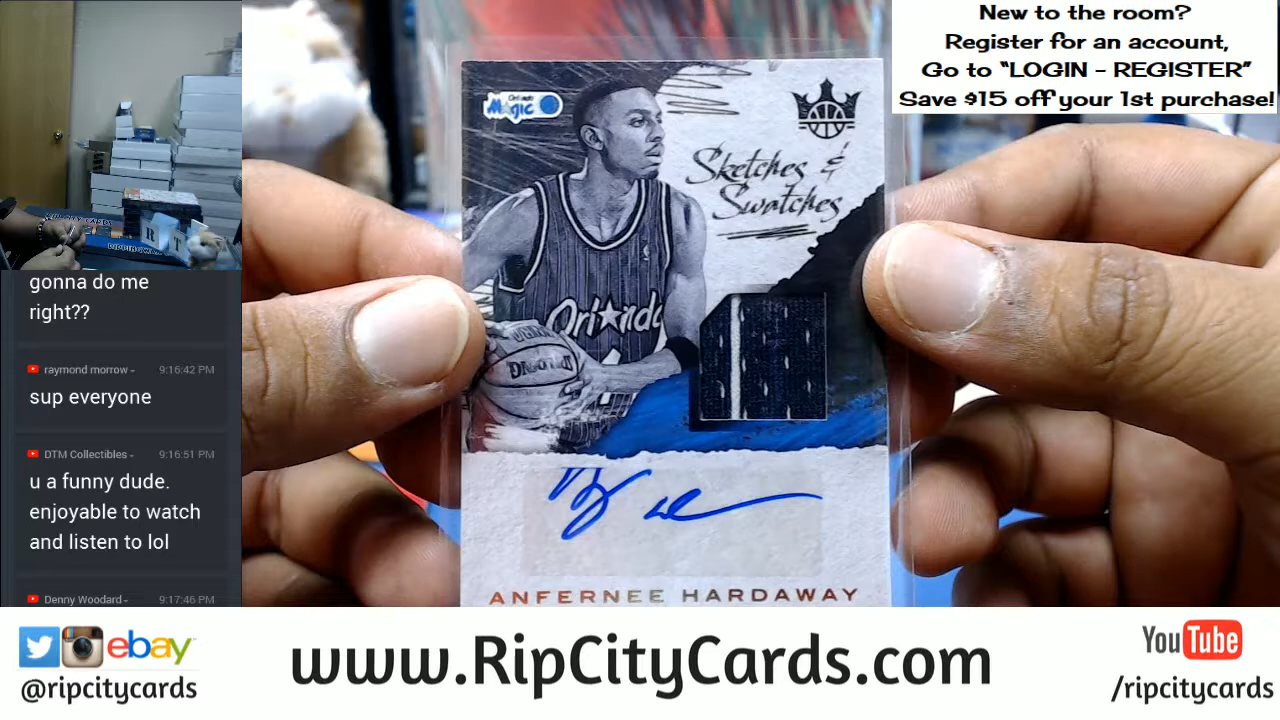 New to the room?
Register for an account,
Go to "LOGIN - REGISTER"
Save $15 off your 1st purchase!
Orlando
Magic
Sketches &
Swatches
Orlando
ANFERNEE HARDAWAY
gonna do me
right??
raymond morrow - 9:16:42 PM
sup everyone
DTM Collectibles - 9:16:51 PM
u a funny dude.
enjoyable to watch
and listen to lol
Denny Woodard - 9:17:46 PM
ebay
@ripcitycards
www.RipCityCards.com
YouTube
/ripcitycards